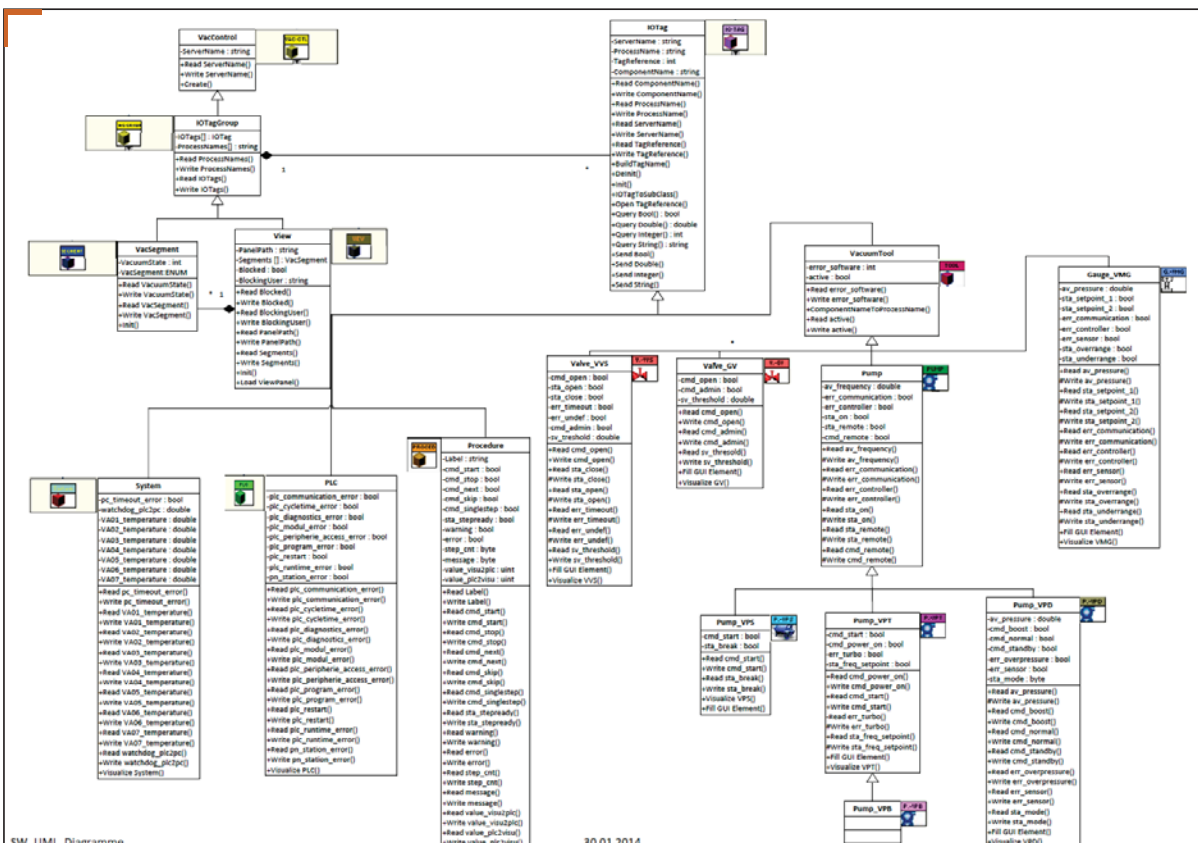 VacControl
-ServerName : string
+Read ServerName()
+Write ServerName()
+Create()
IOTagGroup
-IOTags[] : IOTag
-ProcessNames[] : string
+Read ProcessNames()
+Write ProcessNames()
+Read IOTags()
+Write IOTags()
1
*
IOTag
-ServerName : string
-ProcessName : string
-TagReference : int
-ComponentName : string
+Read ComponentName()
+Write ComponentName()
+Read ProcessName()
+Write ProcessName()
+Read ServerName()
+Write ServerName()
+Read TagReference()
+Write TagReference()
+BuildTagName()
+DeInit()
+Init()
+IOTagToSubClass()
+Open TagReference()
+Query Bool() : bool
+Query Double() : double
+Query Integer() : int
+Query String() : string
+Send Bool()
+Send Double()
+Send Integer()
+Send String()
VacSegment
-VacuumState : int
-VacSegment:ENUM
+Read VacuumState()
+Write VacuumState()
+Read VacSegment()
+Write VacSegment()
+Init()
* 1
View
-PanelPath : string
-Segments [] : VacSegment
-Blocked : bool
-BlockingUser : string
+Read Blocked()
+Write Blocked()
+Read BlockingUser()
+Write BlockingUser()
+Read PanelPath()
+Write PanelPath()
+Read Segments()
+Write Segments()
+Init()
+Load ViewPanel()
VacuumTool
-error_software : int
-active : bool
+Read error_software()
+Write error_software()
+ComponentNameToProcessName()
+Read active()
+Write active()
*
Gauge_VMG
-av_pressure : double
-sta_setpoint_1 : bool
-sta_setpoint_2 : bool
-err_communication : bool
-err_controller : bool
-err_sensor : bool
-sta_overrange : bool
-sta_underrange : bool
+Read av_pressure()
#Write av_pressure()
+Read sta_setpoint_1()
#Write sta_setpoint_1()
+Read sta_setpoint_2()
#Write sta_setpoint_2()
+Read err_communication()
#Write err_communication()
+Read err_controller()
#Write err_controller()
+Read err_sensor()
#Write err_sensor()
+Read sta_overrange()
#Write sta_overrange()
+Read sta_underrange()
#Write sta_underrange()
+Fill GUI Element()
+Visualize VMG()
Valve_VVS
-cmd_open : bool
-sta_open : bool
-sta_close : bool
-err_timeout : bool
-err_undef : bool
-cmd_admin : bool
-sv_treshold : double
+Read cmd_open()
+Write cmd_open()
+Read sta_close()
#Write sta_close()
+Read sta_open()
#Write sta_open()
+Read err_timeout()
#Write err_timeout()
+Read err_undef()
#Write err_undef()
+Read sv_threshold()
+Write sv_threshold()
+Fill GUI Element()
+Visualize VVS()
Valve_GV
-cmd_open : bool
-cmd_admin : bool
-sv_threshold : double
+Read cmd_open()
+Write cmd_open()
+Read cmd_admin()
+Write cmd_admin()
+Read sv_thresold()
+Write sv_threshold()
+Fill GUI Element()
+Visualize GV()
PUMP
Pump
-av_frequency : double
-err_communication : bool
-err_controller : bool
-sta_on : bool
-sta_remote : bool
-cmd_remote : bool
+Read av_frequency()
#Write av_frequency()
+Read err_communication()
#Write err_communication()
+Read err_controller()
#Write err_controller()
+Read sta_on()
#Write sta_on()
+Read sta_remote()
#Write sta_remote()
+Read cmd_remote()
#Write cmd_remote()
System
-pc_timeout_error : bool
-watchdog_plc2pc : double
-VA01_temperature : double
-VA02_temperature : double
-VA03_temperature : double
-VA04_temperature : double
-VA05_temperature : double
-VA06_temperature : double
-VA07_temperature : double
+Read pc_timeout_error()
+Write pc_timeout_error()
+Read VA01_temperature()
+Write VA01_temperature()
+Read VA02_temperature()
+Write VA02_temperature()
+Read VA03_temperature()
+Write VA03_temperature()
+Read VA04_temperature()
+Write VA04_temperature()
+Read VA05_temperature()
+Write VA05_temperature()
+Read VA06_temperature()
+Write VA06_temperature()
+Read VA07_temperature()
+Write VA07_temperature()
+Read watchdog_plc2pc()
+Write watchdog_plc2pc()
+Visualize System()
PLC
-plc_communication_error : bool
-plc_cycletime_error : bool
-plc_diagnostics_error : bool
-plc_modul_error : bool
-plc_peripherie_access_error : bool
-plc_program_error : bool
-plc_restart : bool
-plc_runtime_error : bool
-pn_station_error : bool
+Read plc_communication_error()
+Write plc_communication_error()
+Read plc_cycletime_error()
+Write plc_cycletime_error()
+Read plc_diagnostics_error()
+Write plc_diagnostics_error()
+Read plc_modul_error()
+Write plc_modul_error()
+Read plc_peripherie_access_error()
+Write plc_peripherie_access_error()
+Read plc_program_error()
+Write plc_program_error()
+Read plc_restart()
+Write plc_restart()
+Read plc_runtime_error()
+Write plc_runtime_error()
+Read pn_station_error()
+Write pn_station_error()
+Visualize PLC()
Procedure
-Label : string
-cmd_start : bool
-cmd_stop : bool
-cmd_next : bool
-cmd_skip : bool
-cmd_singlestep : bool
-sta_stepready : bool
-warning : bool
-error : bool
-step_cnt : byte
-message : byte
-value_visu2plc : uint
-value_plc2visu : uint
+Read Label()
+Write Label()
+Read cmd_start()
+Write cmd_start()
+Read cmd_stop()
+Write cmd_stop()
+Read cmd_next()
+Write cmd_next()
+Read cmd_skip()
+Write cmd_skip()
+Read cmd_singlestep()
+Write cmd_singlestep()
+Read sta_stepready()
+Write sta_stepready()
+Read warning()
+Write warning()
+Read error()
+Write error()
+Read step_cnt()
+Write step_cnt()
+Read message()
+Write message()
+Read value_visu2plc()
+Write value_visu2plc()
+Read value_plc2visu()
+Write value_plc2visu()
Pump_VPS
-cmd_start : bool
-sta_break : bool
+Read cmd_start()
+Write cmd_start()
+Read sta_break()
+Write sta_break()
+Visualize VPS()
+Fill GUI Element()
Pump_VPT
-cmd_start : bool
-cmd_power_on : bool
-err_turbo : bool
-sta_freq_setpoint : bool
+Read cmd_power_on()
+Write cmd_power_on()
+Read cmd_start()
+Write cmd_start()
+Read err_turbo()
#Write err_turbo()
+Read sta_freq_setpoint()
#Write sta_freq_setpoint()
+Fill GUI Element()
+Visualize VPT()
Pump_VPD
-av_pressure : double
-cmd_boost : bool
-cmd_normal : bool
-cmd_standby : bool
-err_overpressure : bool
-err_sensor : bool
-sta_mode : byte
+Read av_pressure()
#Write av_pressure()
+Read cmd_boost()
+Write cmd_boost()
+Read cmd_normal()
+Write cmd_normal()
+Read cmd_standby()
+Write cmd_standby()
+Read err_overpressure()
+Write err_overpressure()
+Read err_sensor()
+Write err_sensor()
+Read sta_mode()
+Write sta_mode()
+Fill GUI Element()
+Visualize VPD()
Pump_VPB
SW_UML_Diagramme
30.01.2014